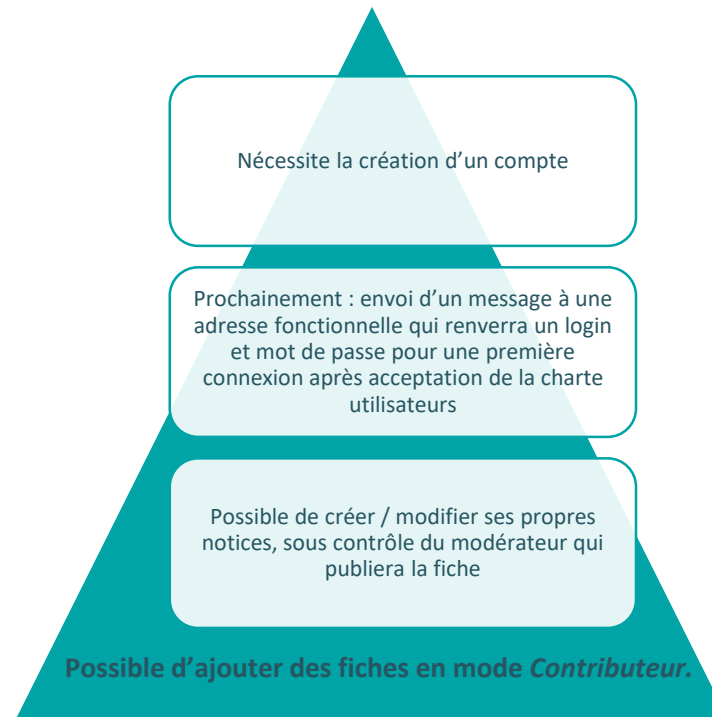 Nécessite la création d’un compte
Prochainement : envoi d’un message à une
adresse fonctionnelle qui renverra un login
et mot de passe pour une première
connexion après acceptation de la charte
utilisateurs
Possible de créer / modifier ses propres
notices, sous contrôle du modérateur qui
publiera la fiche
Possible d’ajouter des fiches en mode Contributeur.